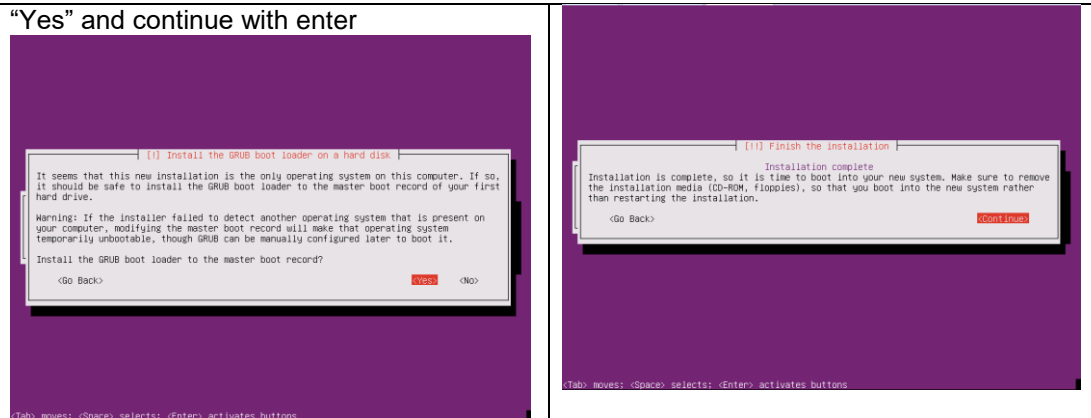 “Yes” and continue with enter
[!] Install the GRUB boot loader on a hard disk
It seems that this new installation is the only operating system on this computer. If so,
it should be safe to install the GRUB boot loader to the master boot record of your first
hard drive.
Warning: If the installer failed to detect another operating system that is present on
your computer, modifying the master boot record will make that operating system
temporarily unbootable, though GRUB can be manually configured later to boot it.
Install the GRUB boot loader to the master boot record?
<Go Back> <Yes> <No>
<Tab> moves; <Space> selects; <Enter> activates buttons
[!!] Finish the installation
Installation complete
Installation is complete, so it is time to boot into your new system. Make sure to remove
the installation media (CD-ROM, floppies), so that you boot into the new system rather
than restarting the installation.
<Go Back> <Continue>
<Tab> moves; <Space> selects; <Enter> activates buttons